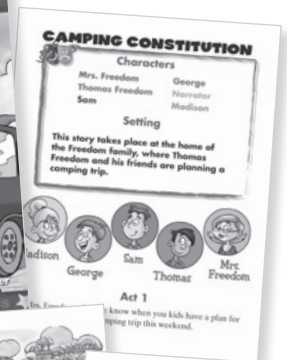 CAMPING CONSTITUTION
Characters
Mrs. Freedom George
Thomas Freedom Narrator
Sam Madison
Setting
This story takes place at the home of
the Freedom family, where Thomas
Freedom and his friends are planning a
camping trip.
Madison
George
Sam
Thomas
Mrs.
Freedom
Act 1
know when you kids have a plan for
this weekend.